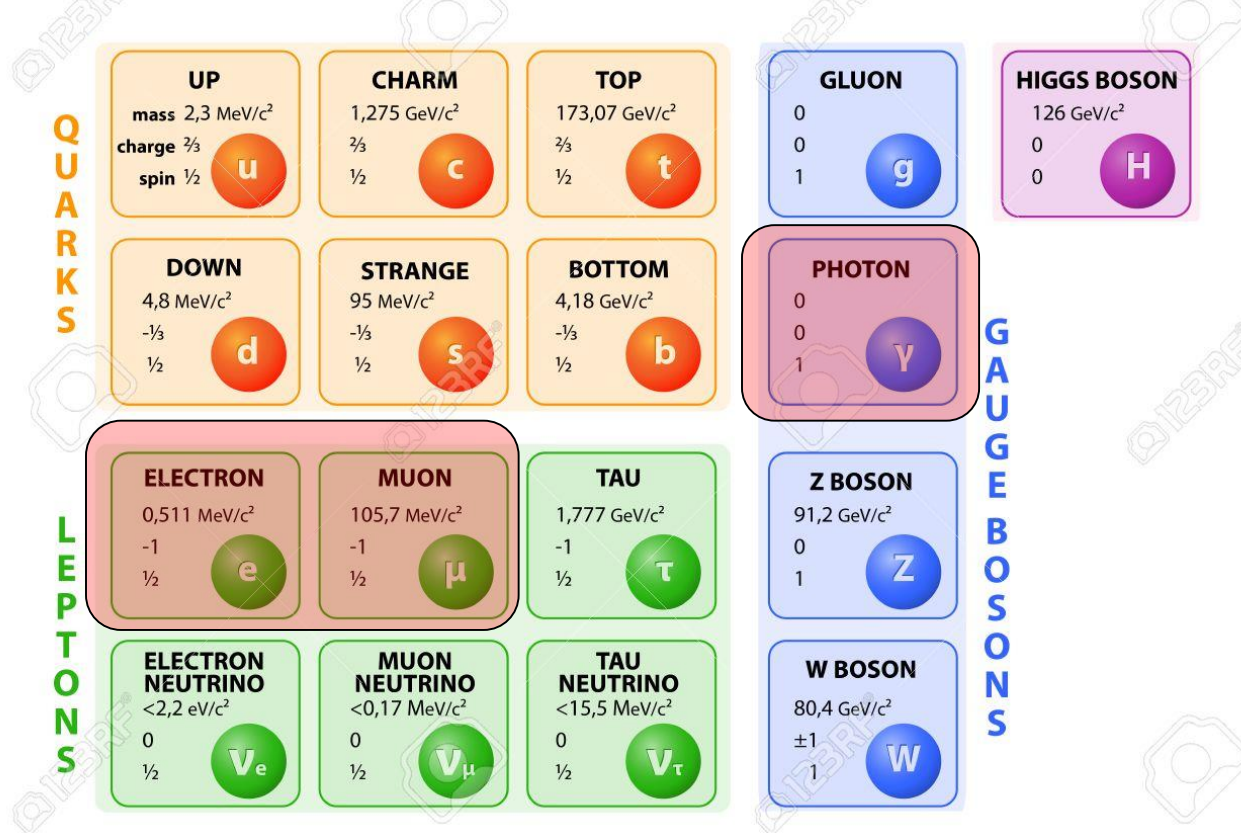 QUARKS
UP
mass 2,3 MeV/c²
charge ⅔
spin ½
u
CHARM
1,275 GeV/c²
⅔
½
c
TOP
173,07 GeV/c²
⅔
½
t
DOWN
4,8 MeV/c²
-⅓
½
d
STRANGE
95 MeV/c²
-⅓
½
s
BOTTOM
4,18 GeV/c²
-⅓
½
b
LEPTONS
ELECTRON
0,511 MeV/c²
-1
½
e
MUON
105,7 MeV/c²
-1
½
μ
TAU
1,777 GeV/c²
-1
½
τ
ELECTRON
NEUTRINO
<2,2 eV/c²
0
½
νe
MUON
NEUTRINO
<0,17 MeV/c²
0
½
νμ
TAU
NEUTRINO
<15,5 MeV/c²
0
½
ντ
GLUON
0
0
1
g
PHOTON
0
0
1
γ
Z BOSON
91,2 GeV/c²
0
1
Z
W BOSON
80,4 GeV/c²
±1
1
W
GAUGE BOSONS
HIGGS BOSON
126 GeV/c²
0
0
H
©123RF®